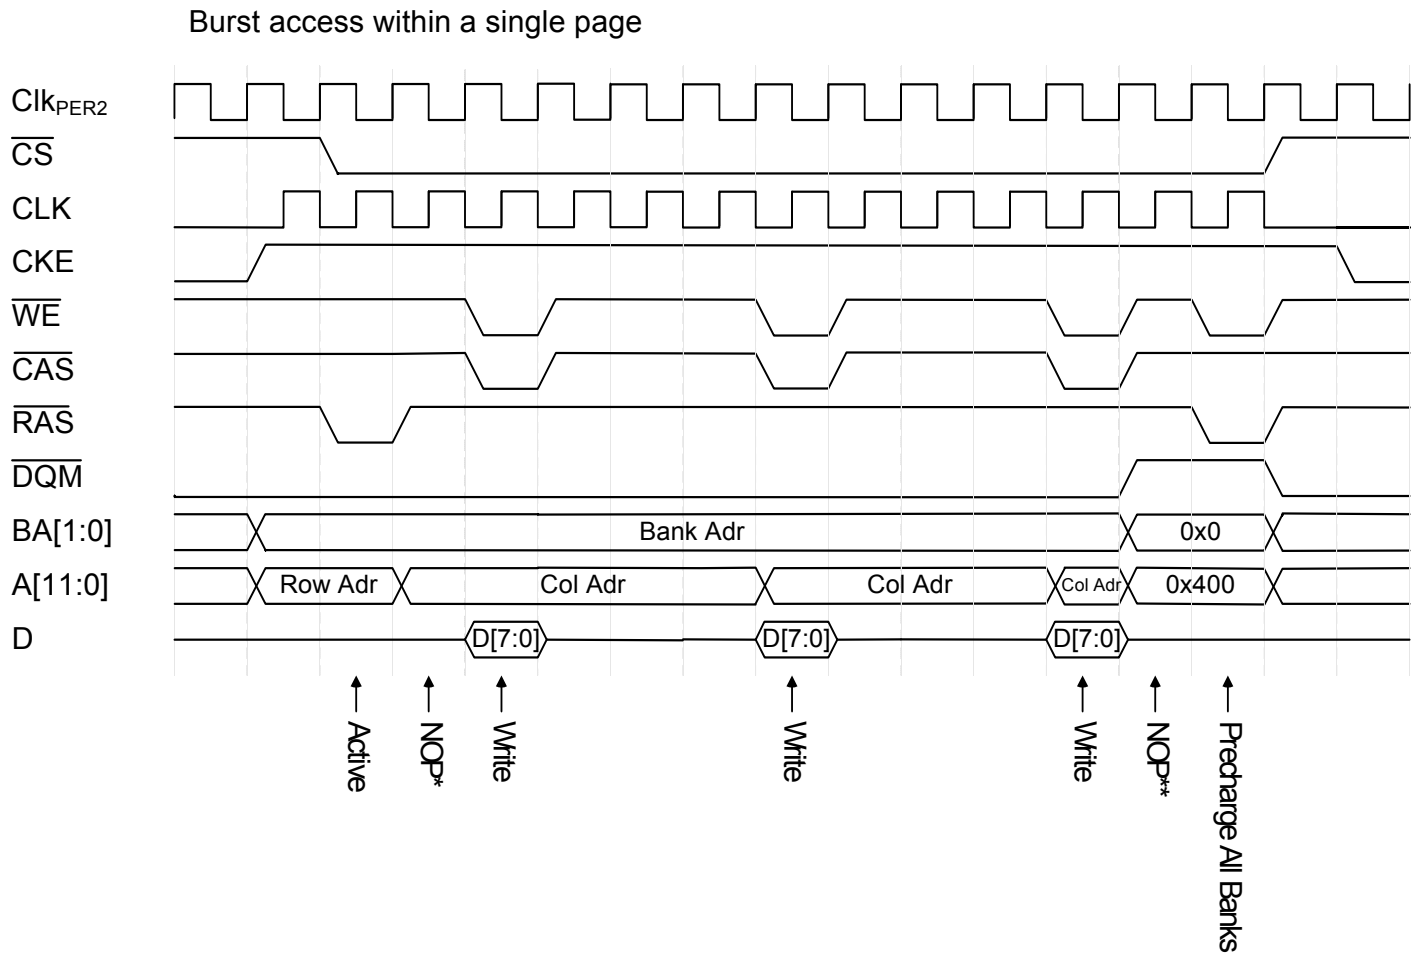 Burst access within a single page
ClkPER2
CS
CLK
CKE
WE
CAS
RAS
DQM
BA[1:0] Bank Adr 0x0
A[11:0] Row Adr Col Adr Col Adr Col Adr 0x400
D D[7:0] D[7:0] D[7:0]
Active
NOP*
Write
Write
Write
NOP**
Precharge All Banks